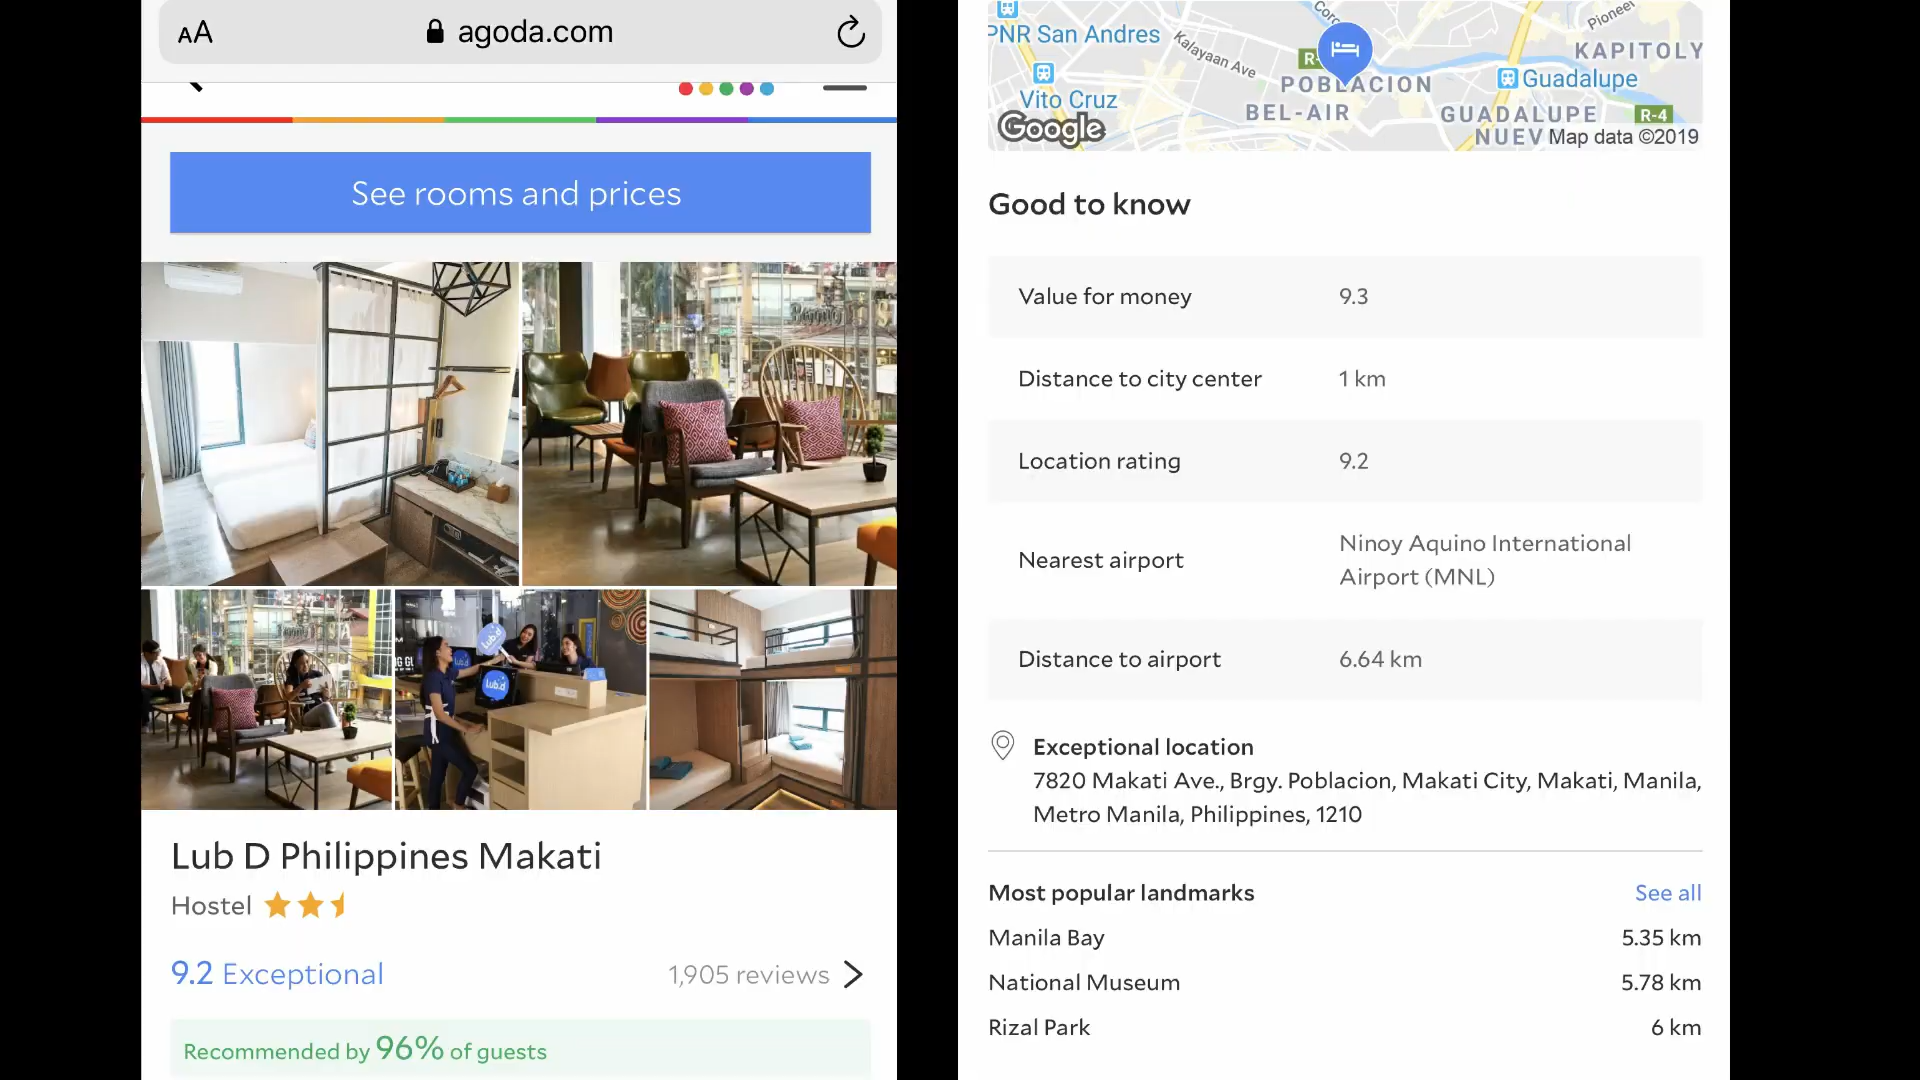 AA
agoda.com
See rooms and prices
Lub.d
Lub.d
Lub D Philippines Makati
Hostel
9.2 Exceptional
1,905 reviews
Recommended by 96% of guests
PNR San Andres
Kalayaan Ave
Pioneer
KAPITOLY
POBLACION
Guadalupe
Vito Cruz
BEL-AIR
GUADALUPE
R-4
NUEV
Google
Map data ©2019
Good to know
Value for money 9.3
Distance to city center 1 km
Location rating 9.2
Nearest airport Ninoy Aquino International
Airport (MNL)
Distance to airport 6.64 km
Exceptional location
7820 Makati Ave., Brgy. Poblacion, Makati City, Makati, Manila,
Metro Manila, Philippines, 1210
Most popular landmarks See all
Manila Bay 5.35 km
National Museum 5.78 km
Rizal Park 6 km